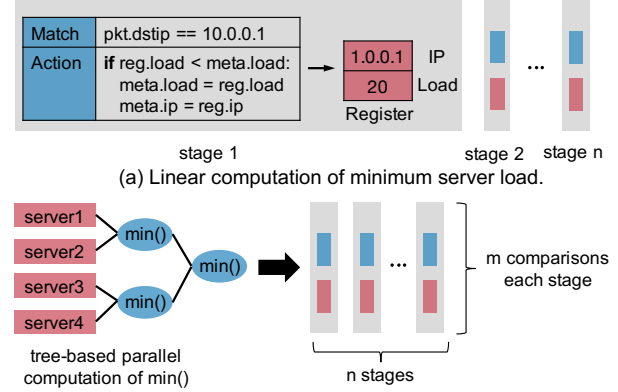 Match
pkt.dstip == 10.0.0.1
Action
if reg.load < meta.load:
meta.load = reg.load
meta.ip = reg.ip
1.0.0.1 IP
20 Load
Register
...
stage 1
stage 2
stage n
(a) Linear computation of minimum server load.
server1
server2
server3
server4
min()
min()
min()
...
m comparisons
each stage
tree-based parallel
computation of min()
n stages